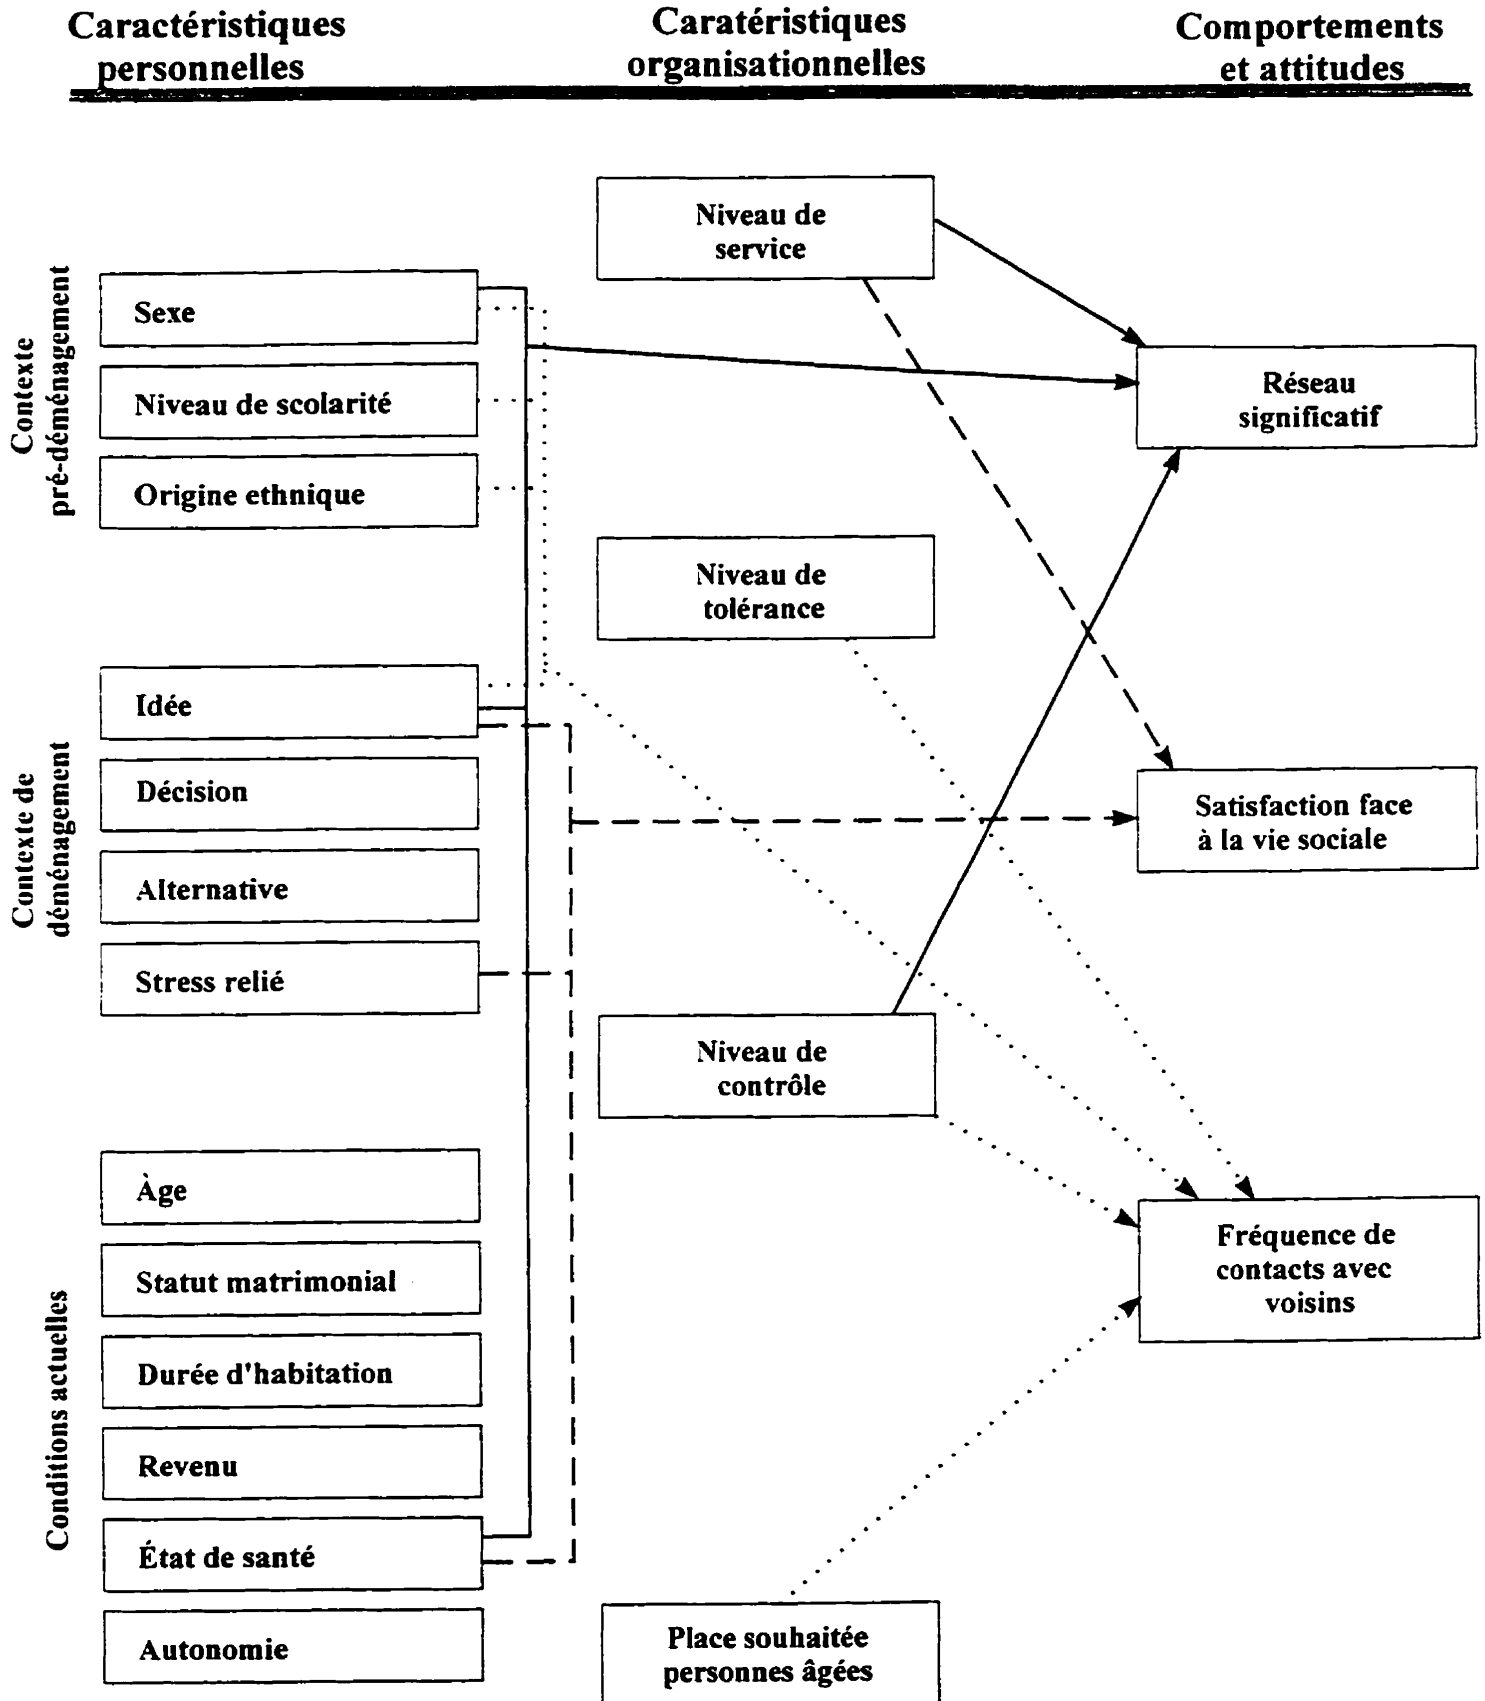 Caractéristiques
personnelles
Caratéristiques
organisationnelles
Comportements
et attitudes
Contexte
pré-déménagement
Sexe
Niveau de scolarité
Origine ethnique
Contexte de
déménagement
Idée
Décision
Alternative
Stress relié
Conditions actuelles
Àge
Statut matrimonial
Durée d'habitation
Revenu
État de santé
Autonomie
Niveau de
service
Niveau de
tolérance
Niveau de
contrôle
Place souhaitée
personnes âgées
Réseau
significatif
Satisfaction face
à la vie sociale
Fréquence de
contacts avec
voisins